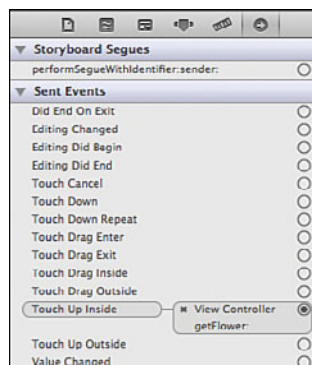 Storyboard Segues
performSegueWithIdentifier:sender:
Sent Events
Did End On Exit
Editing Changed
Editing Did Begin
Editing Did End
Touch Cancel
Touch Down
Touch Down Repeat
Touch Drag Enter
Touch Drag Exit
Touch Drag Inside
Touch Drag Outside
Touch Up Inside View Controller
getFlower:
Touch Up Outside
Value Changed